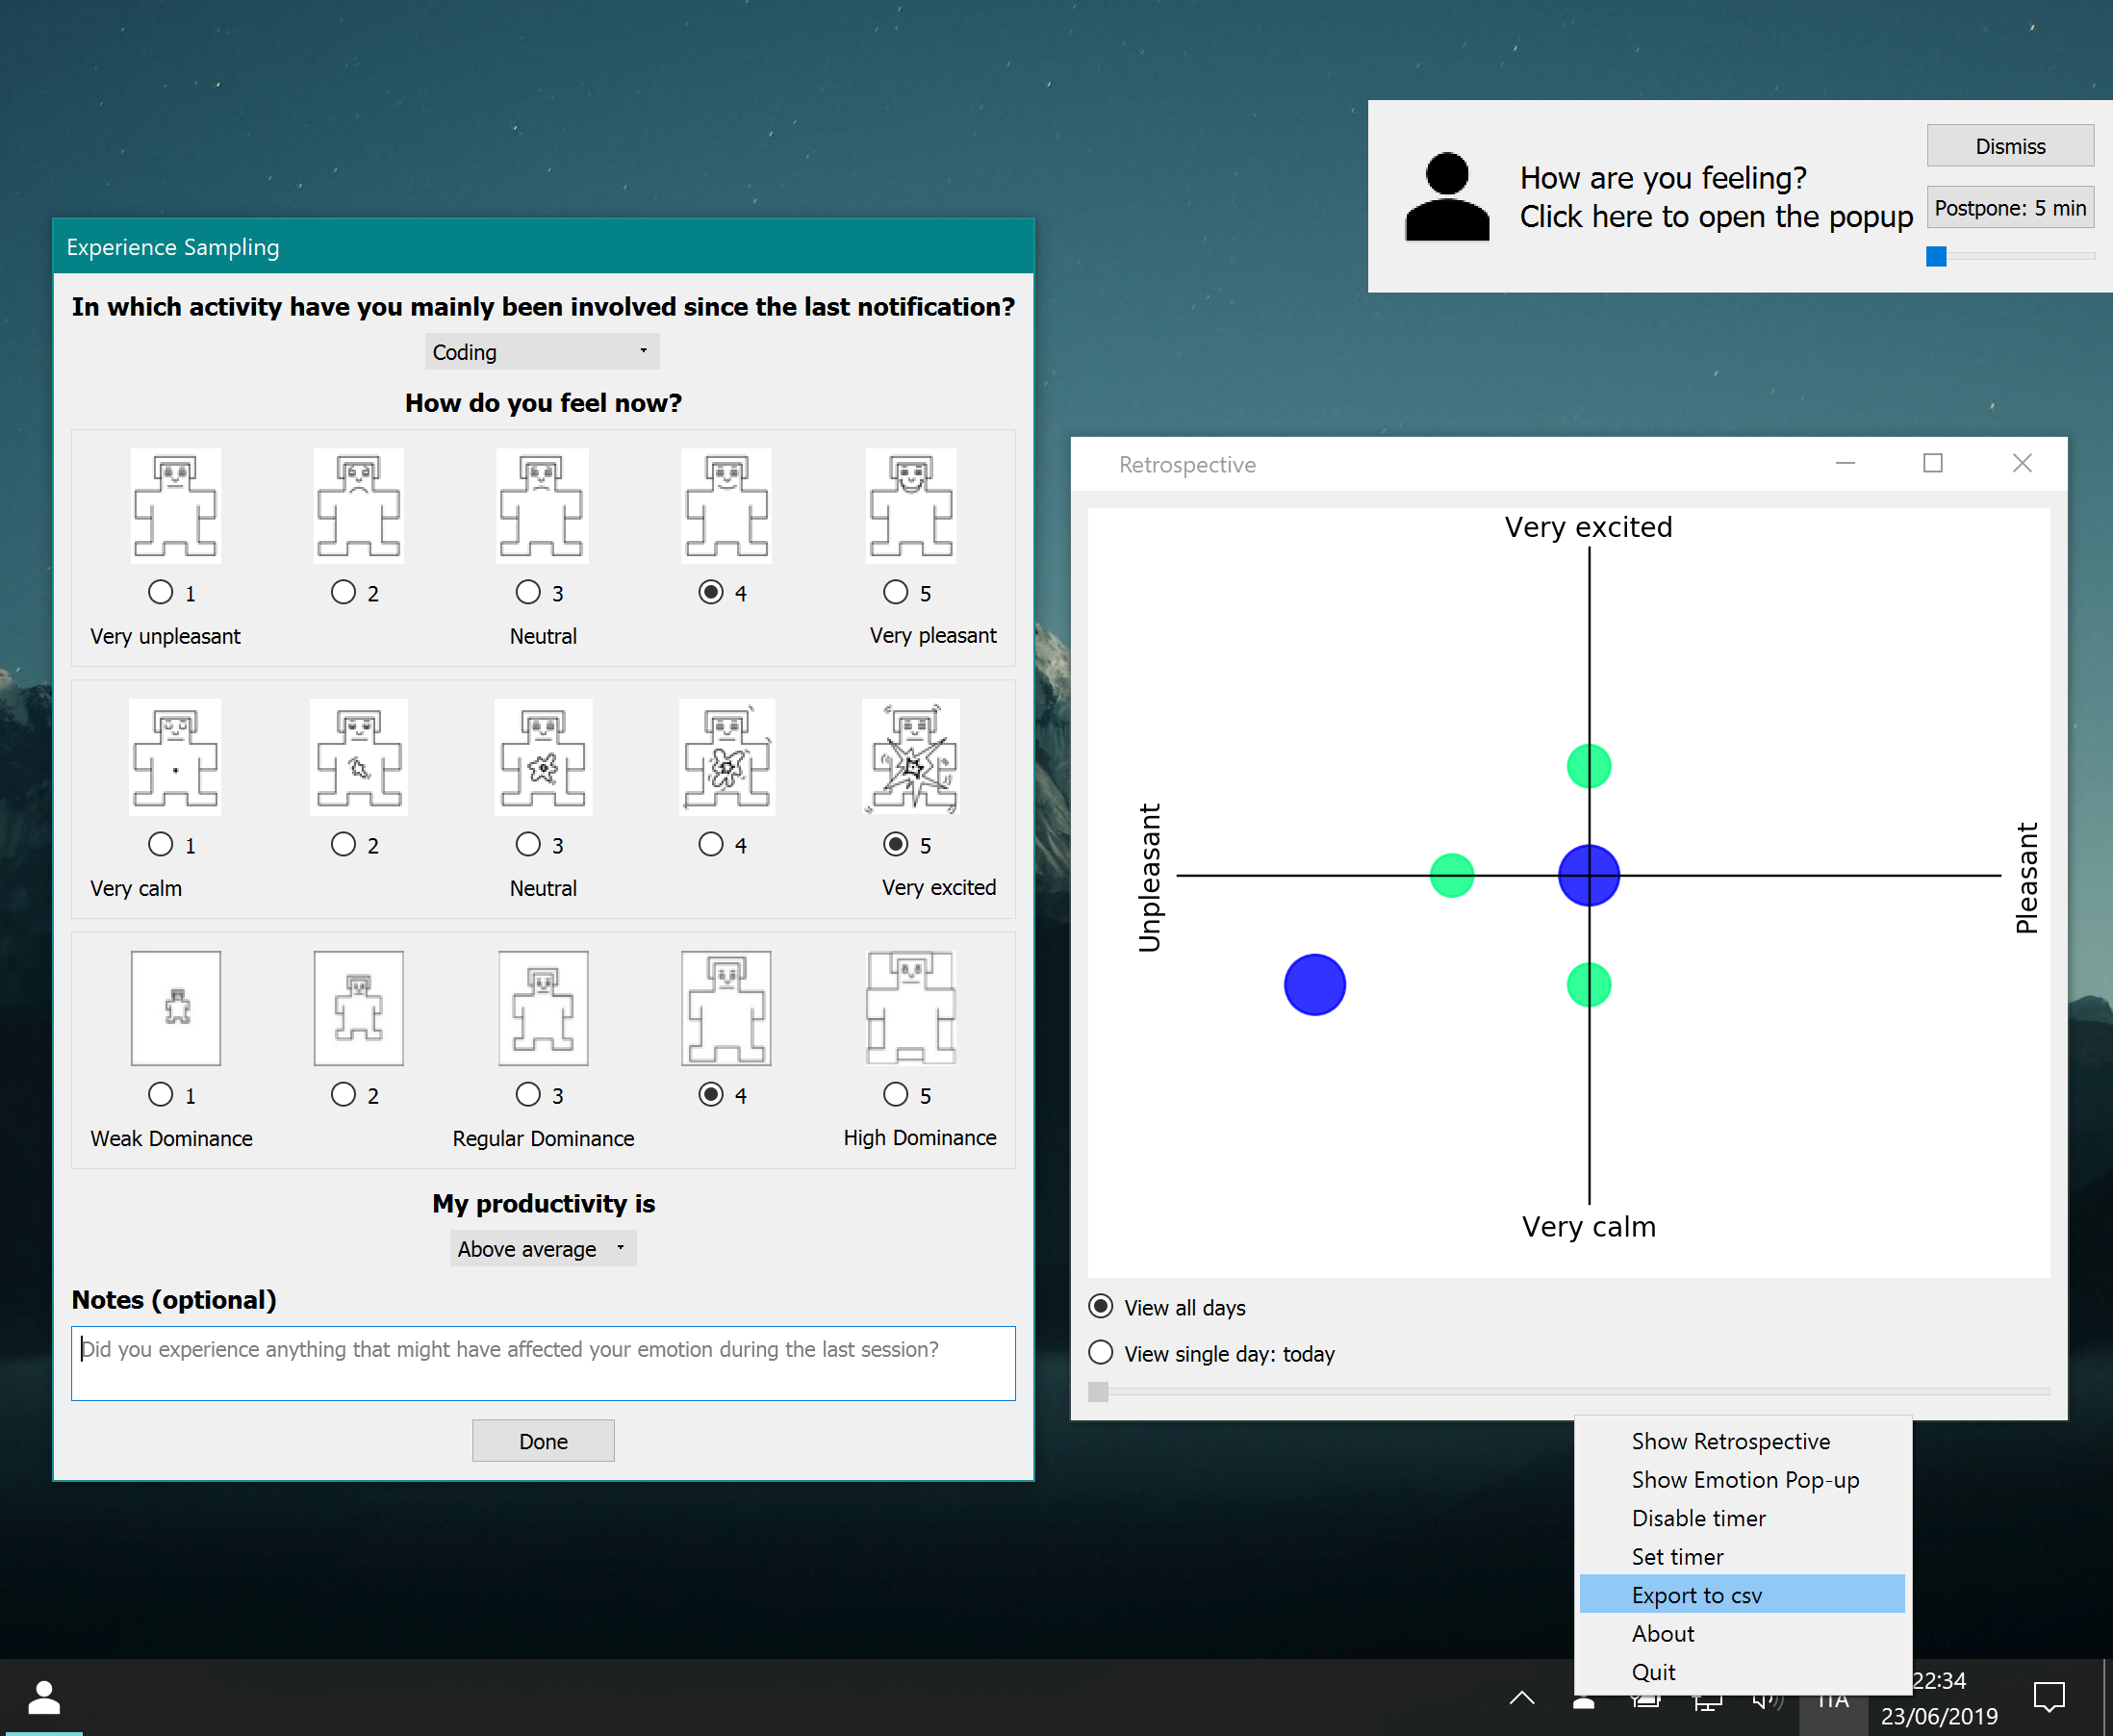 Experience Sampling
In which activity have you mainly been involved since the last notification?
Coding
How do you feel now?
1 2 3 4 5
Very unpleasant Neutral Very pleasant
1 2 3 4 5
Very calm Neutral Very excited
1 2 3 4 5
Weak Dominance Regular Dominance High Dominance
My productivity is
Above average
Notes (optional)
Did you experience anything that might have affected your emotion during the last session?
Done
How are you feeling?
Click here to open the popup
Dismiss
Postpone: 5 min
Retrospective
Very excited
Unpleasant
Pleasant
Very calm
View all days
View single day: today
Show Retrospective
Show Emotion Pop-up
Disable timer
Set timer
Export to csv
About
Quit
ITA
22:34
23/06/2019